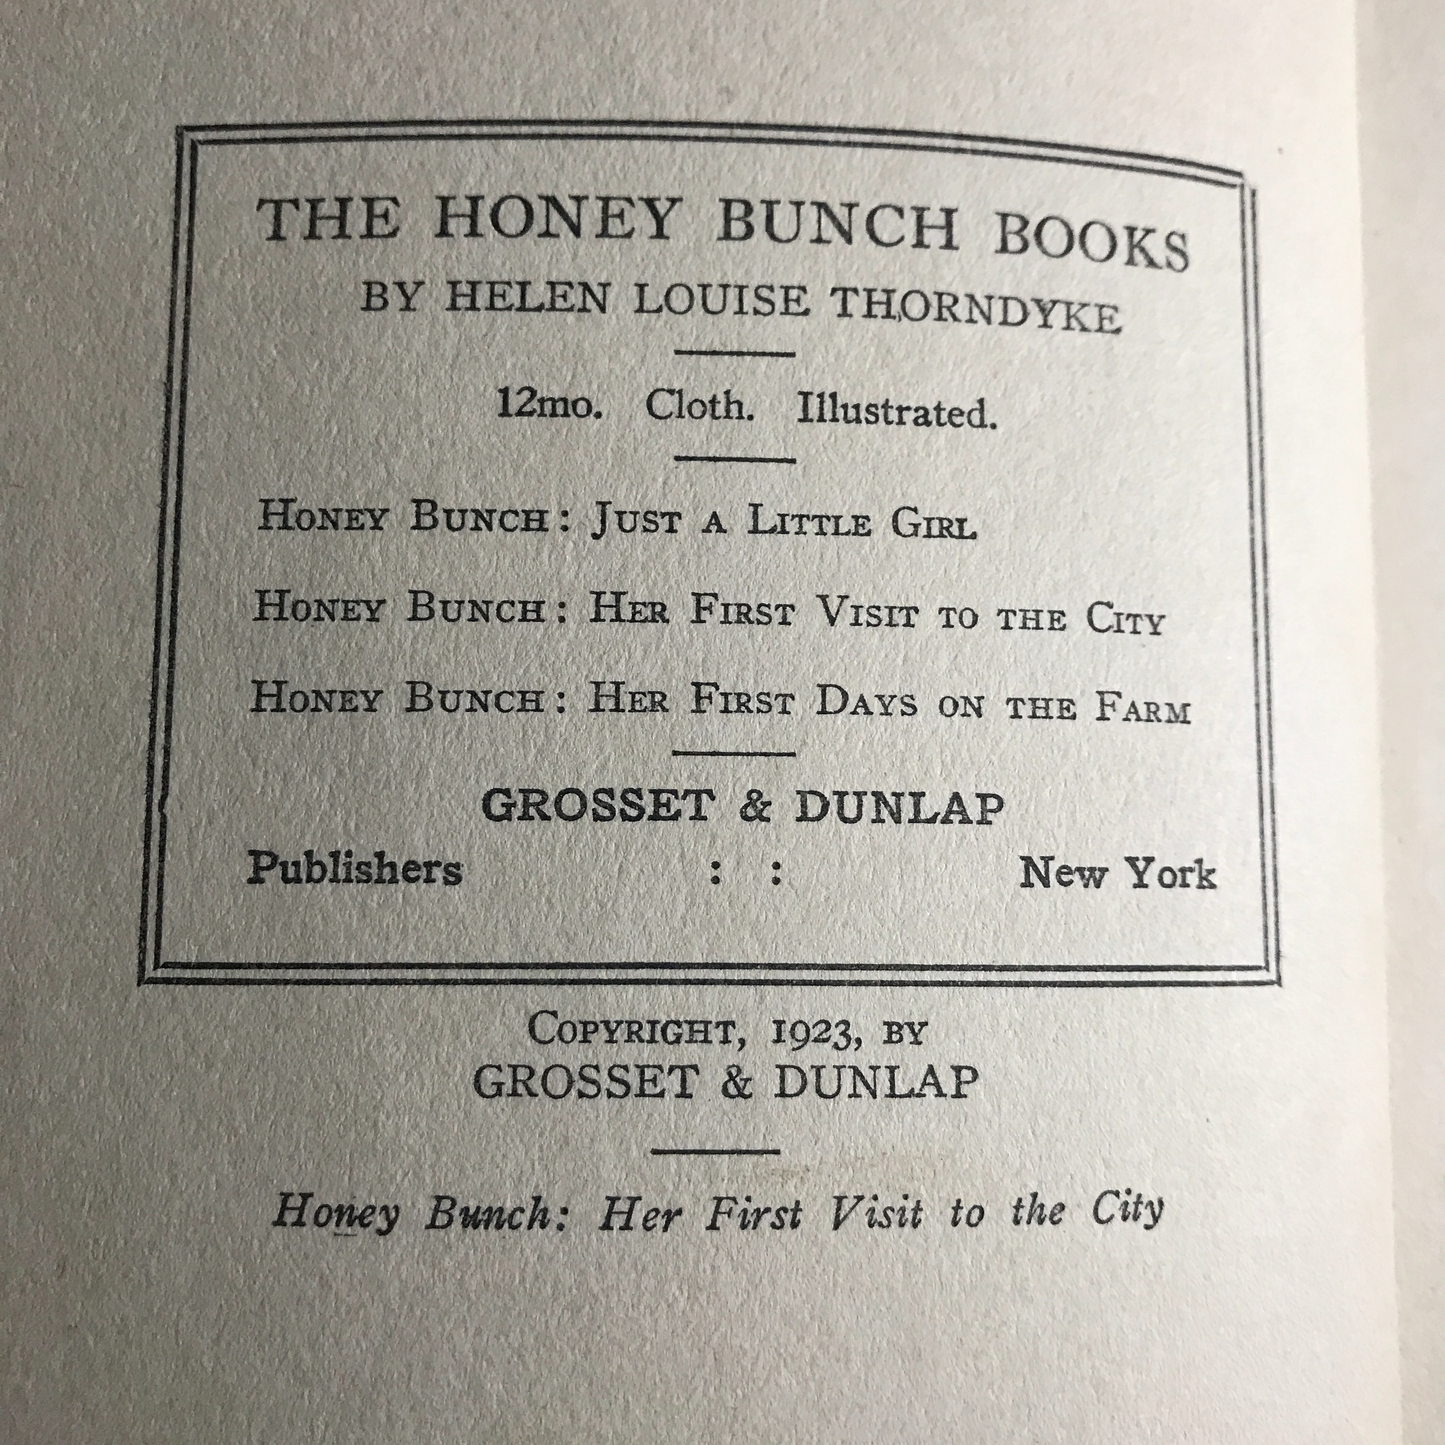 THE HONEY BUNCH BOOKS
BY HELEN LOUISE THORNDYKE
12mo. Cloth. Illustrated.
Honey Bunch: Just a Little Girl
Honey Bunch: Her First Visit to the City
Honey Bunch: Her First Days on the Farm
GROSSET & DUNLAP
Publishers : : New York
Copyright, 1923, by
GROSSET & DUNLAP
Honey Bunch: Her First Visit to the City